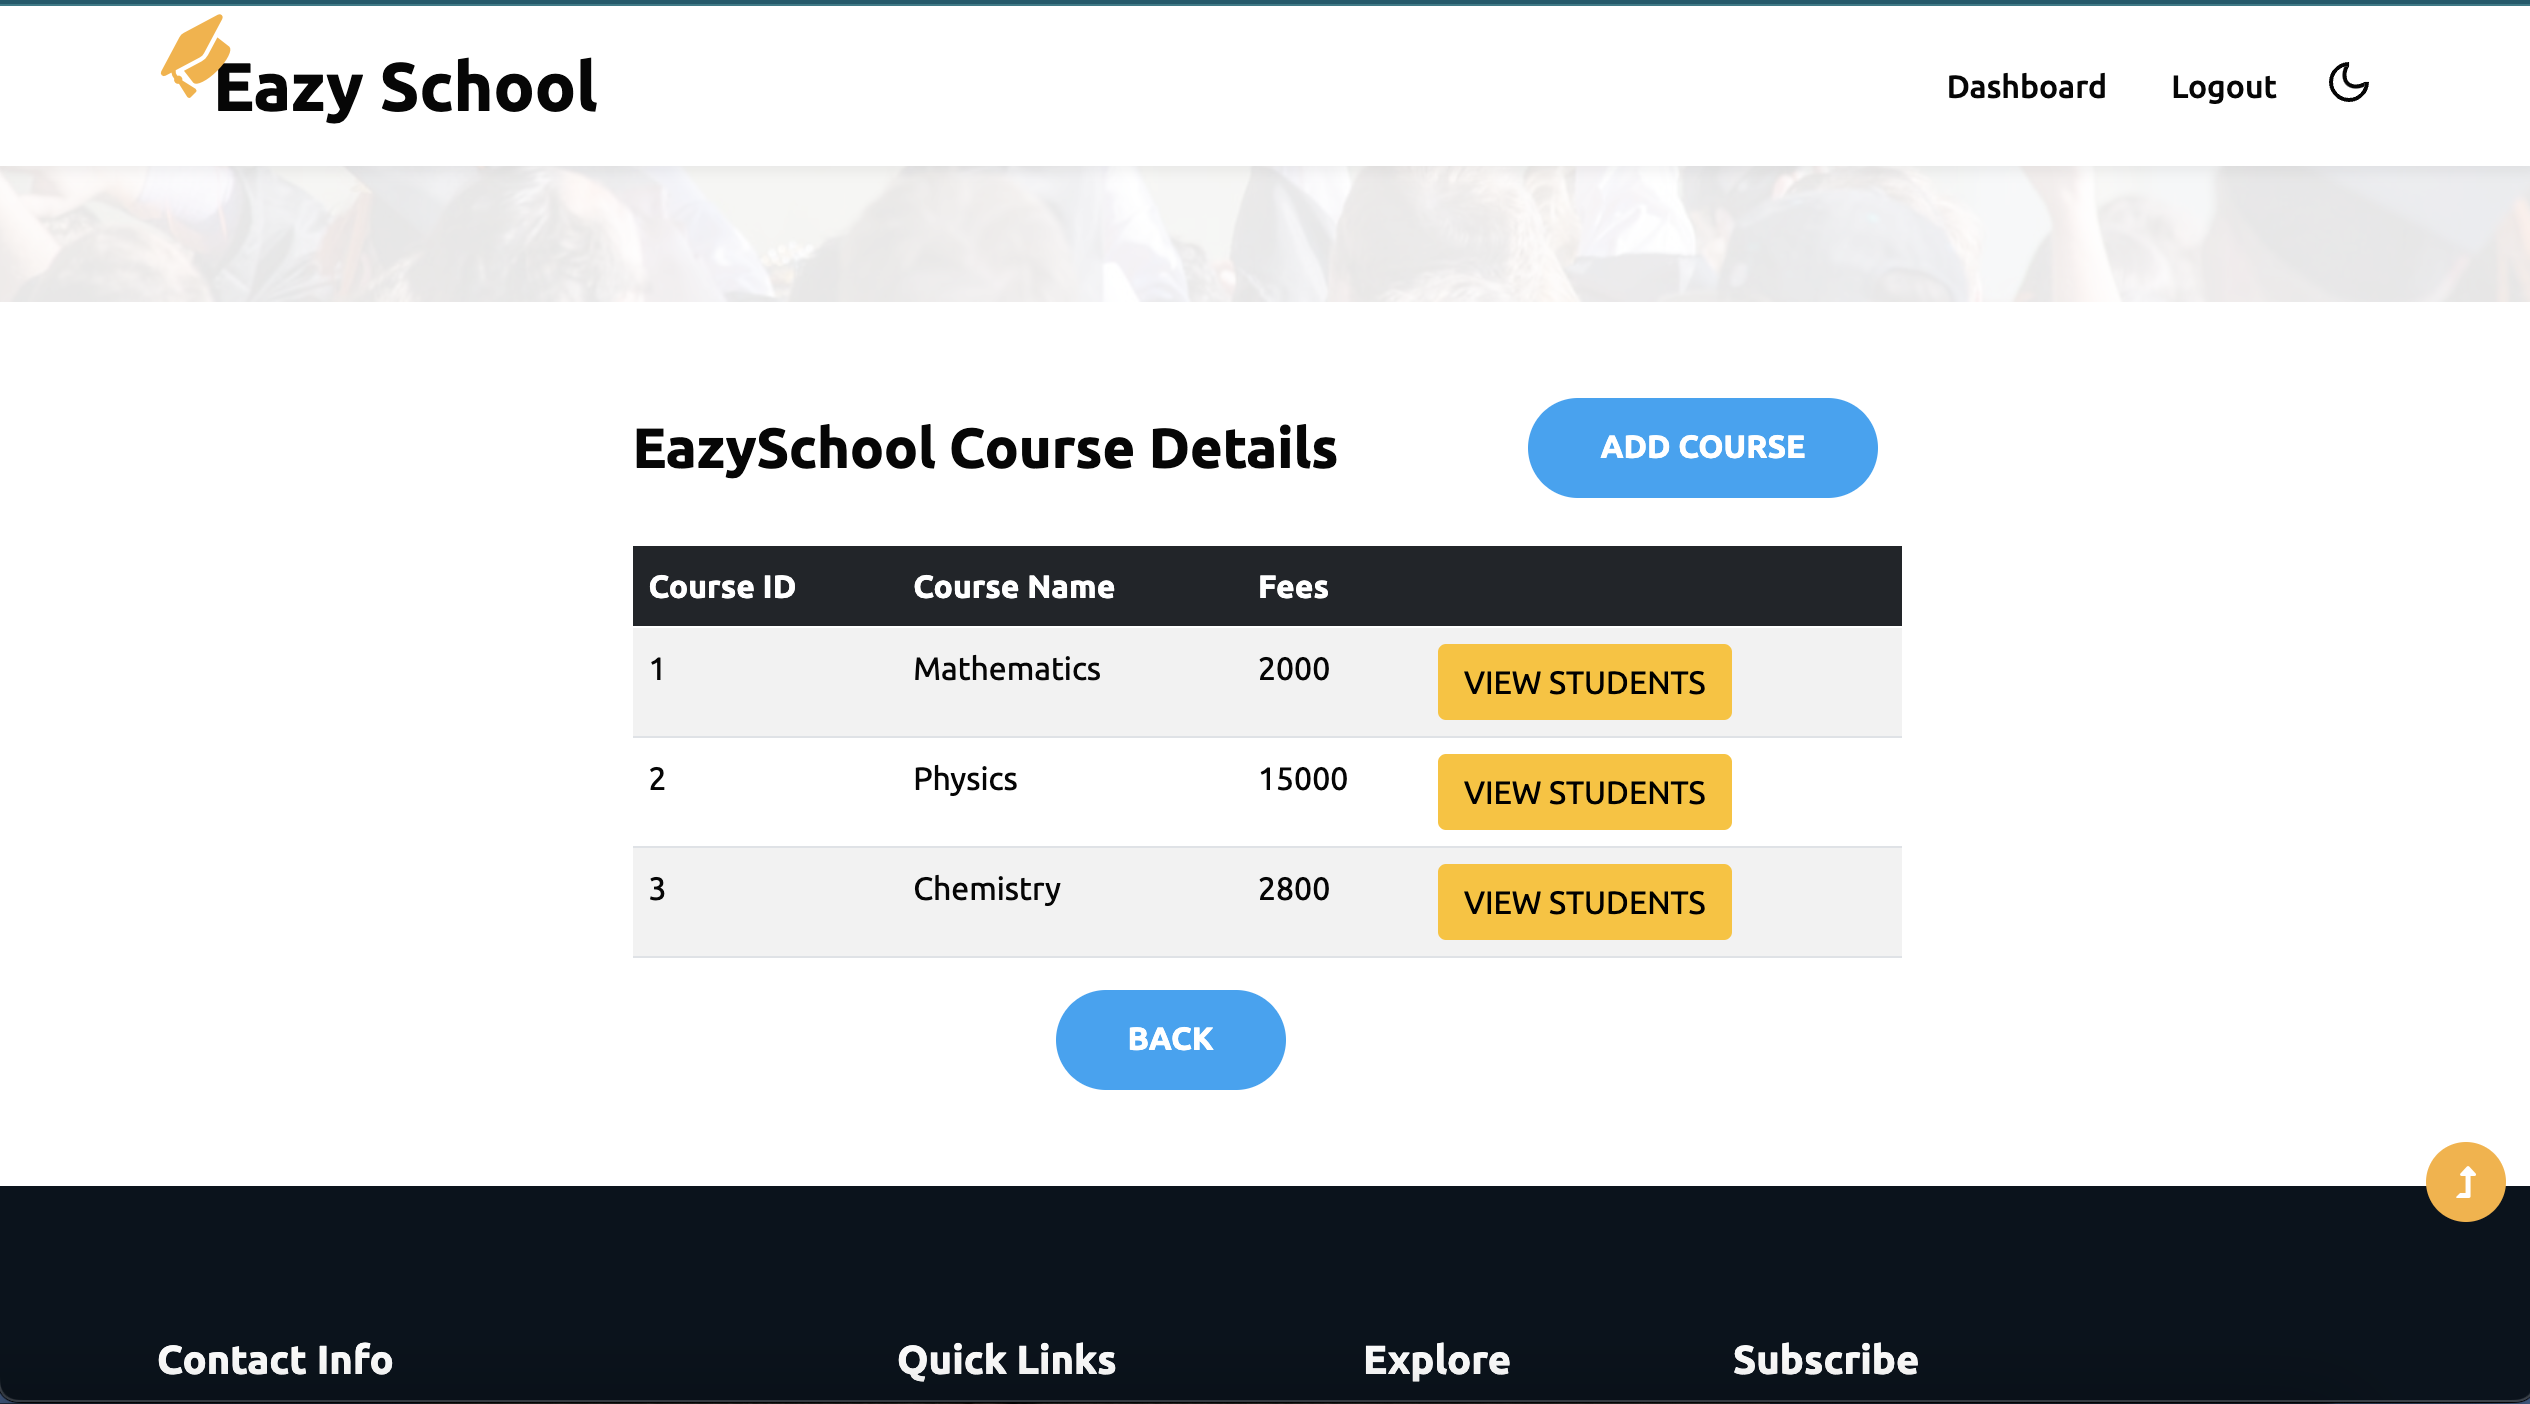 Eazy School
Dashboard Logout
EazySchool Course Details ADD COURSE
Course ID Course Name Fees
1 Mathematics 2000 VIEW STUDENTS
2 Physics 15000 VIEW STUDENTS
3 Chemistry 2800 VIEW STUDENTS
BACK
Contact Info Quick Links Explore Subscribe